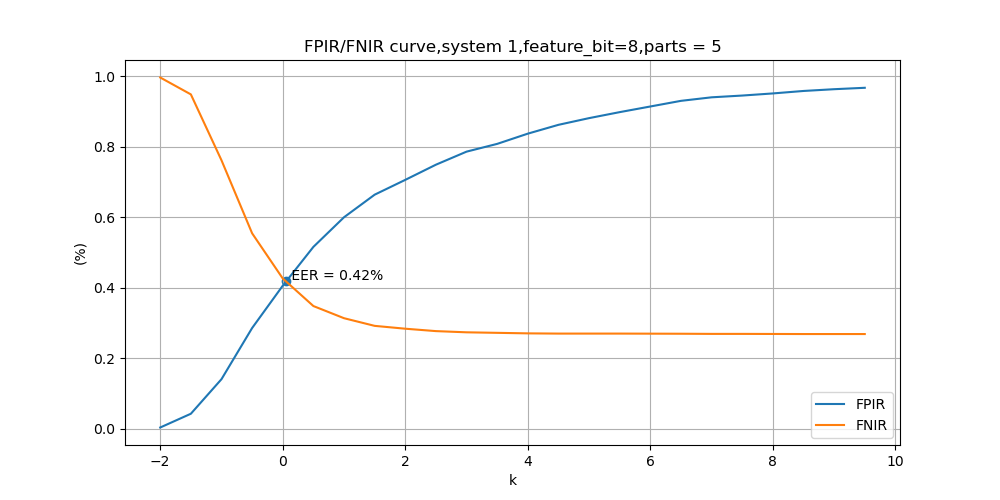 FPIR/FNIR curve,system 1,feature_bit=8,parts = 5
1.0
0.8
0.6
0.4
0.2
0.0
(%)
EER = 0.42%
FPIR
FNIR
−2
0
2
4
6
8
10
k